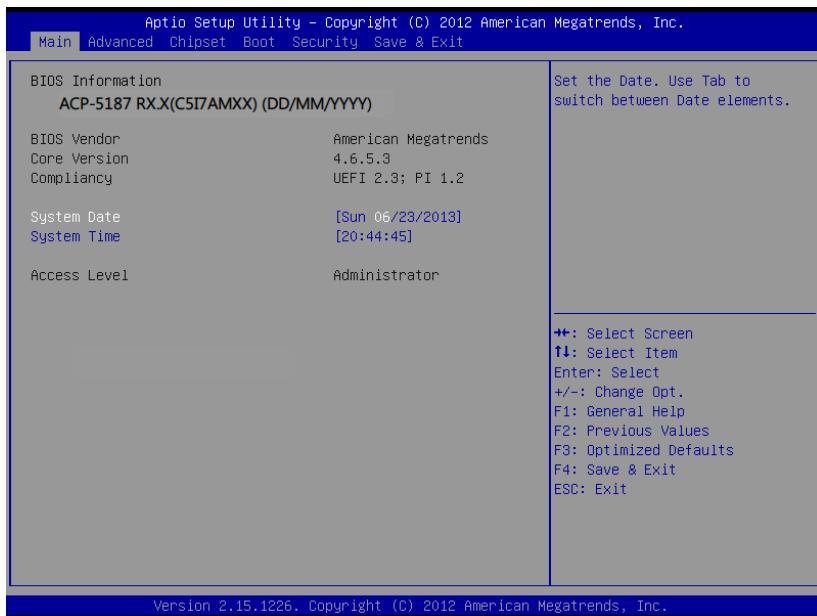 Aptio Setup Utility – Copyright (C) 2012 American Megatrends, Inc.
Main Advanced Chipset Boot Security Save & Exit
BIOS Information
ACP-5187 RX.X(C5I7AMXX) (DD/MM/YYYY)
BIOS Vendor American Megatrends
Core Version 4.6.5.3
Compliancy UEFI 2.3; PI 1.2
System Date [Sun 06/23/2013]
System Time [20:44:45]
Access Level Administrator
Set the Date. Use Tab to
switch between Date elements.
→←: Select Screen
↑↓: Select Item
Enter: Select
+/-: Change Opt.
F1: General Help
F2: Previous Values
F3: Optimized Defaults
F4: Save & Exit
ESC: Exit
Version 2.15.1226. Copyright (C) 2012 American Megatrends, Inc.